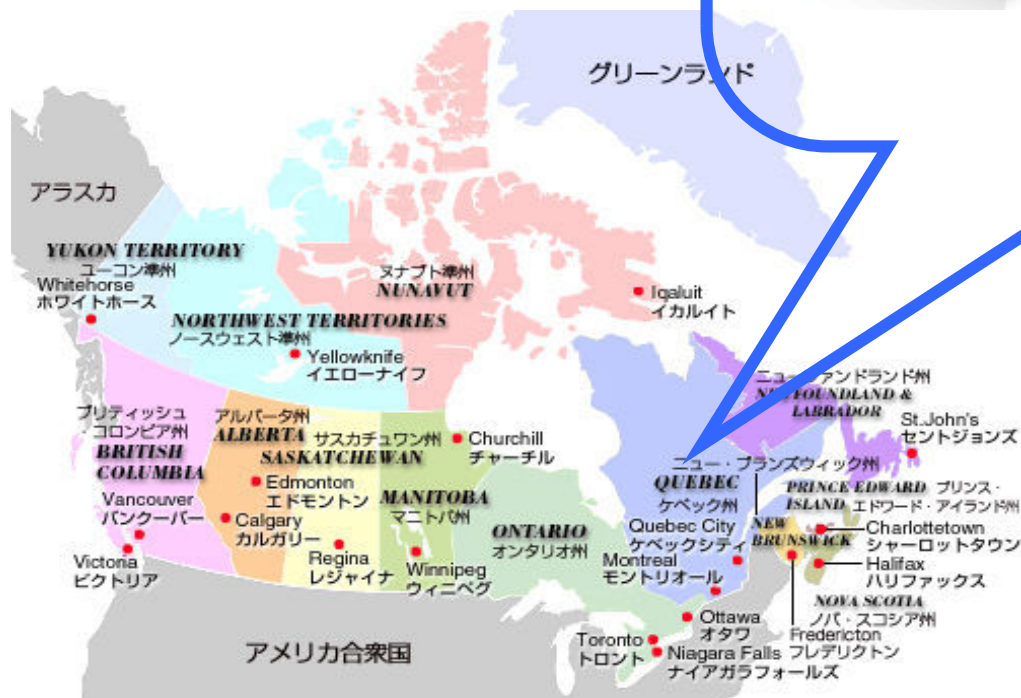 グリーンランド
アラスカ
YUKON TERRITORY
ユーコン準州
Whitehorse
ホワイトホース
ヌナブト準州
NUNAVUT
Iqaluit
イカルイト
NORTHWEST TERRITORIES
ノースウェスト準州
Yellowknife
イエローナイフ
ブリティッシュ
・コロンビア州
BRITISH
COLUMBIA
アルバータ州
ALBERTA
サスカチュワン州
SASKATCHEWAN
Churchill
チャーチル
ニューファンドランド州
NEWFOUNDLAND &
LABRADOR
St.John's
セントジョンズ
Edmonton
エドモントン
MANITOBA
マニトバ州
Vancouver
バンクーバー
Calgary
カルガリー
Victoria
ビクトリア
Regina
レジャイナ
Winnipeg
ウィニペグ
ONTARIO
オンタリオ州
ニュー・ブランズウィック州
QUEBEC
ケベック州
Quebec City
ケベックシティ
Montreal
モントリオール
PRINCE EDWARD プリンス・
ISLAND エドワード・アイランド州
NEW
BRUNSWICK
Charlottetown
シャーロットタウン
Halifax
ハリファックス
NOVA SCOTIA
ノバ・スコシア州
Fredericton
フレデリクトン
Ottawa
オタワ
Toronto
トロント
Niagara Falls
ナイアガラフォールズ
アメリカ合衆国